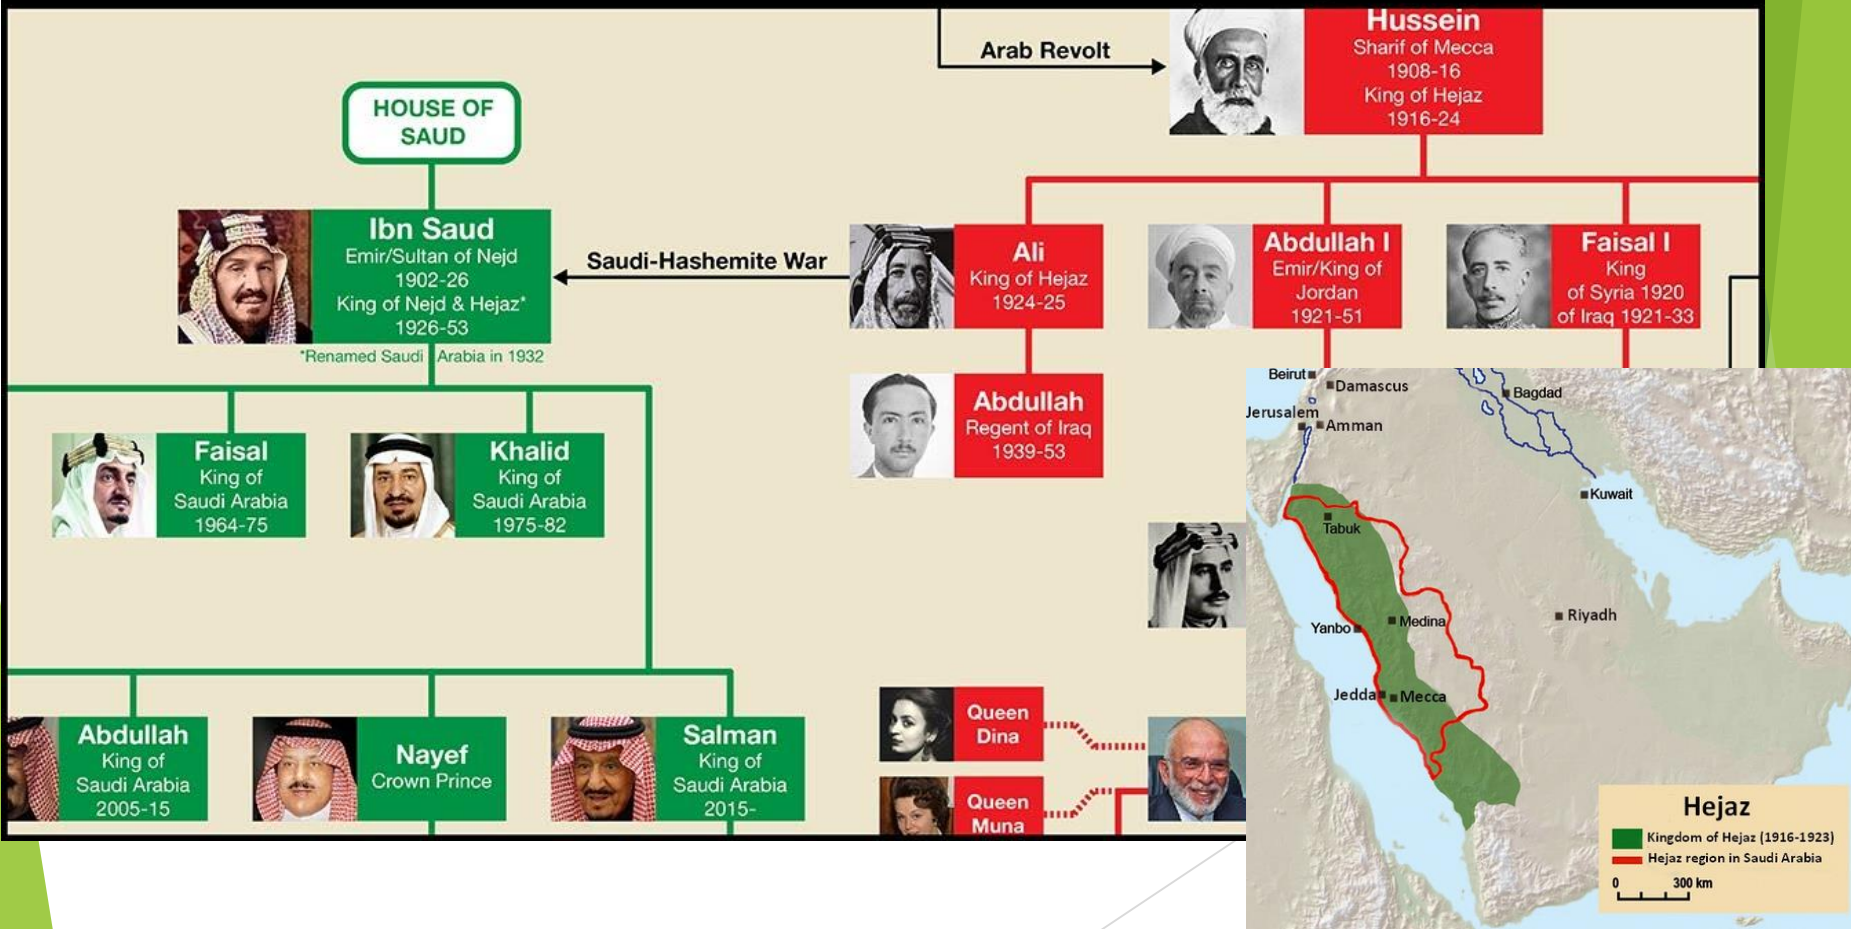 Arab Revolt
Hussein
Sharif of Mecca
1908-16
King of Hejaz
1916-24
HOUSE OF
SAUD
Ibn Saud
Emir/Sultan of Nejd
1902-26
King of Nejd & Hejaz*
1926-53
*Renamed Saudi Arabia in 1932
Saudi-Hashemite War
Ali
King of Hejaz
1924-25
Abdullah I
Emir/King of
Jordan
1921-51
Faisal I
King
of Syria 1920
of Iraq 1921-33
Abdullah
Regent of Iraq
1939-53
Faisal
King of
Saudi Arabia
1964-75
Khalid
King of
Saudi Arabia
1975-82
Abdullah
King of
Saudi Arabia
2005-15
Nayef
Crown Prince
Salman
King of
Saudi Arabia
2015-
Queen
Dina
Queen
Muna
Beirut
Damascus
Bagdad
Jerusalem
Amman
Kuwait
Tabuk
Riyadh
Yanbo
Medina
Jedda
Mecca
Hejaz
Kingdom of Hejaz (1916-1923)
Hejaz region in Saudi Arabia
0 300 km